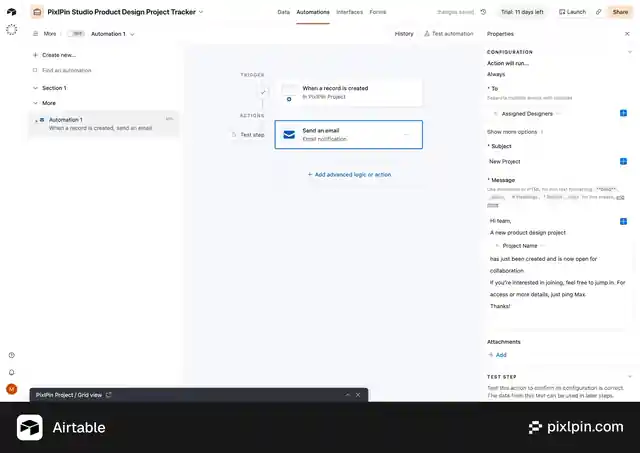 PixlPin Studio Product Design Project Tracker
Data
Automations
Interfaces
Forms
changes saved
Trial: 11 days left
Launch
Share
More
OFF
Automation 1
History
Test automation
Properties
Create new...
Find an automation
Section 1
More
Automation 1
When a record is created, send an email
TRIGGER
When a record is created
in PixlPin Project
ACTIONS
Test step
Send an email
Email notification
+ Add advanced logic or action
CONFIGURATION
Action will run...
Always
* To
Separate multiple
Assigned Designers
Show more options
* Subject
New Project
* Message
Hi team,
A new product design project
Project Name
has just been created and is now open for
collaboration
If you're interested in joining, feel free to jump in. For
access or more details, just ping Max
Thanks!
Attachments
+ Add
TEST STEP
Test this action to confirm its configuration is correct.
The data from this test can be used in later steps.
M
PixlPin Project / Grid view
Airtable
pixlpin.com